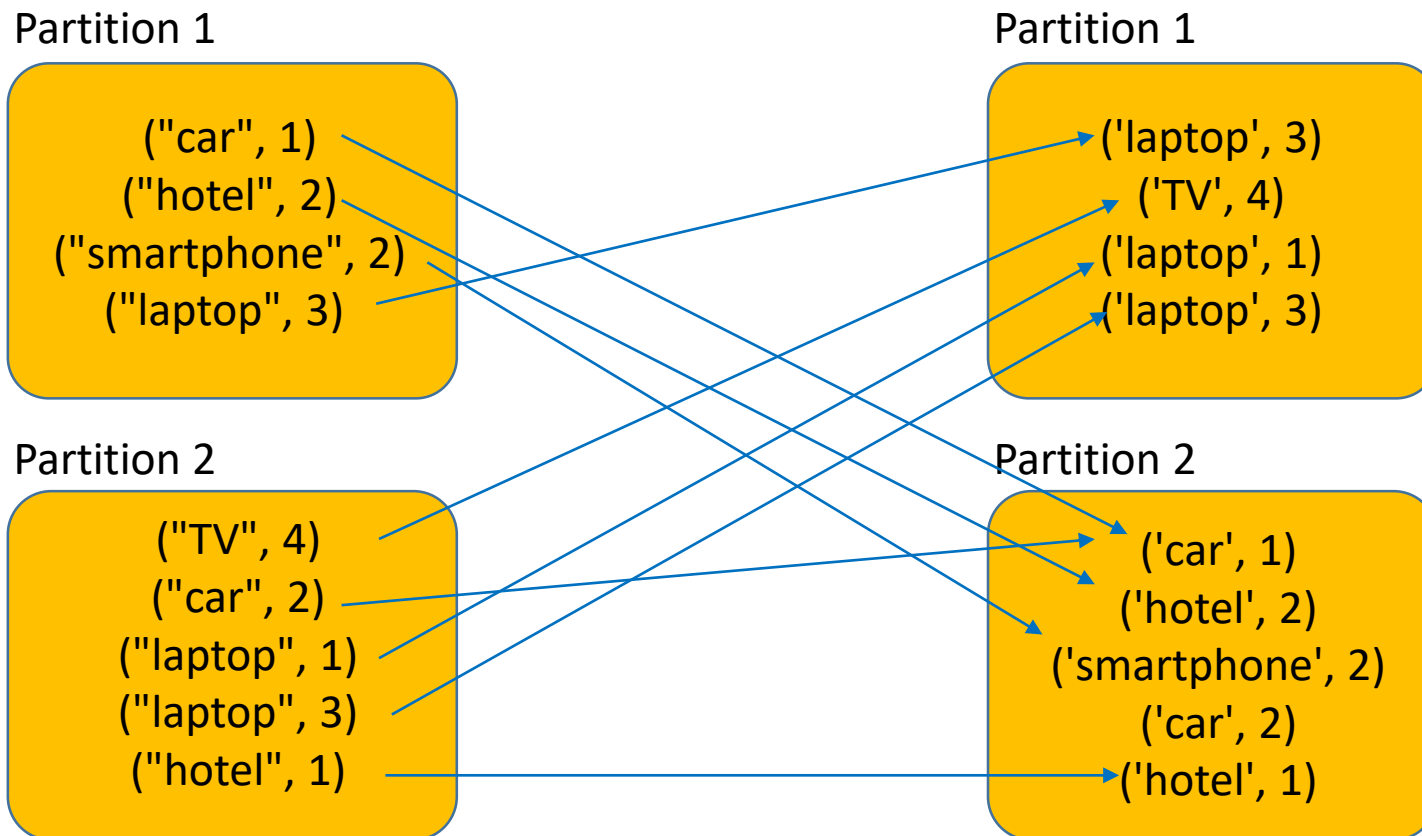 Partition 1
("car", 1)
("hotel", 2)
("smartphone", 2)
("laptop", 3)
Partition 2
("TV", 4)
("car", 2)
("laptop", 1)
("laptop", 3)
("hotel", 1)
Partition 1
('laptop', 3)
('TV', 4)
('laptop', 1)
('laptop', 3)
Partition 2
('car', 1)
('hotel', 2)
('smartphone', 2)
('car', 2)
('hotel', 1)